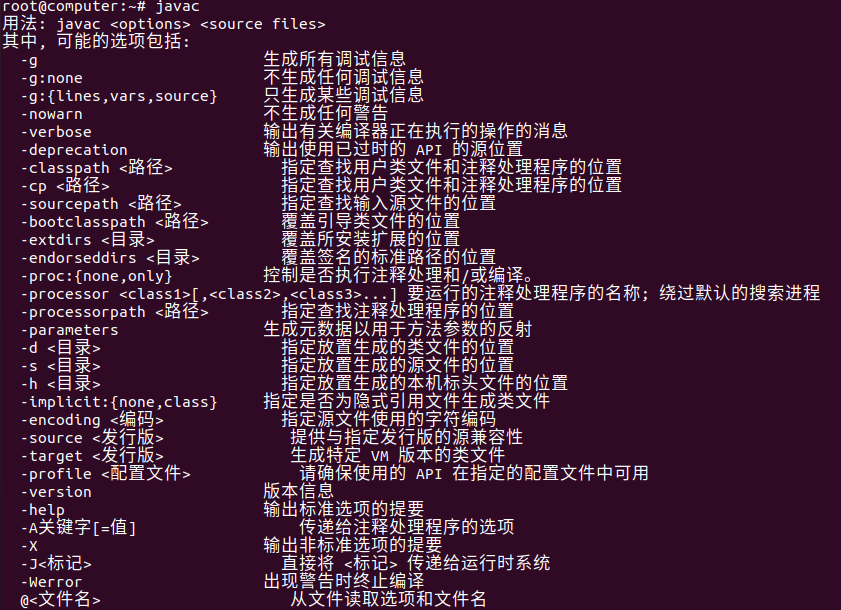 root@computer:~# javac
用法: javac <options> <source files>
其中, 可能的选项包括:
-g 生成所有调试信息
-g:none 不生成任何调试信息
-g:{lines,vars,source} 只生成某些调试信息
-nowarn 不生成任何警告
-verbose 输出有关编译器正在执行的操作的消息
-deprecation 输出使用已过时的 API 的源位置
-classpath <路径> 指定查找用户类文件和注释处理程序的位置
-cp <路径> 指定查找用户类文件和注释处理程序的位置
-sourcepath <路径> 指定查找输入源文件的位置
-bootclasspath <路径> 覆盖引导类文件的位置
-extdirs <目录> 覆盖所安装扩展的位置
-endorseddirs <目录> 覆盖签名的标准路径的位置
-proc:{none,only} 控制是否执行注释处理和/或编译。
-processor <class1>[,<class2>,<class3>...] 要运行的注释处理程序的名称; 绕过默认的搜索进程
-processorpath <路径> 指定查找注释处理程序的位置
-parameters 生成元数据以用于方法参数的反射
-d <目录> 指定放置生成的类文件的位置
-s <目录> 指定放置生成的源文件的位置
-h <目录> 指定放置生成的本机标头文件的位置
-implicit:{none,class} 指定是否为隐式引用文件生成类文件
-encoding <编码> 指定源文件使用的字符编码
-source <发行版> 提供与指定发行版的源兼容性
-target <发行版> 生成特定 VM 版本的类文件
-profile <配置文件> 请确保使用的 API 在指定的配置文件中可用
-version 版本信息
-help 输出标准选项的提要
-A关键字[=值] 传递给注释处理程序的选项
-X 输出非标准选项的提要
-J<标记> 直接将 <标记> 传递给运行时系统
-Werror 出现警告时终止编译
@<文件名> 从文件读取选项和文件名